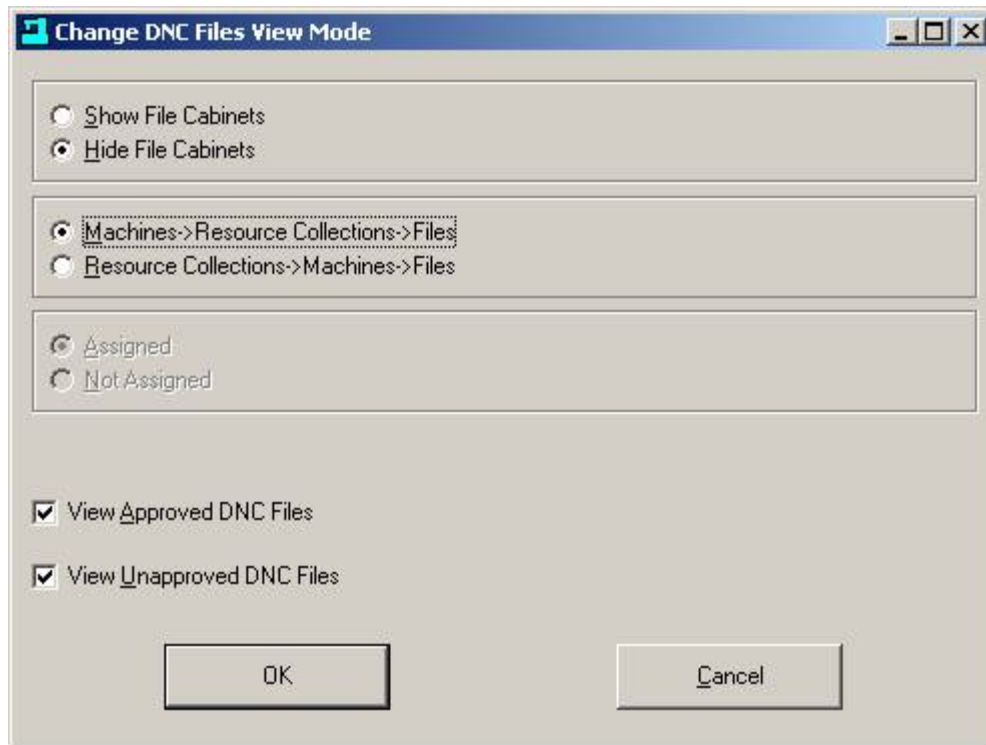 Change DNC Files View Mode
Show File Cabinets
Hide File Cabinets
Machines->Resource Collections->Files
Resource Collections->Machines->Files
Assigned
Not Assigned
View Approved DNC Files
View Unapproved DNC Files
OK
Cancel